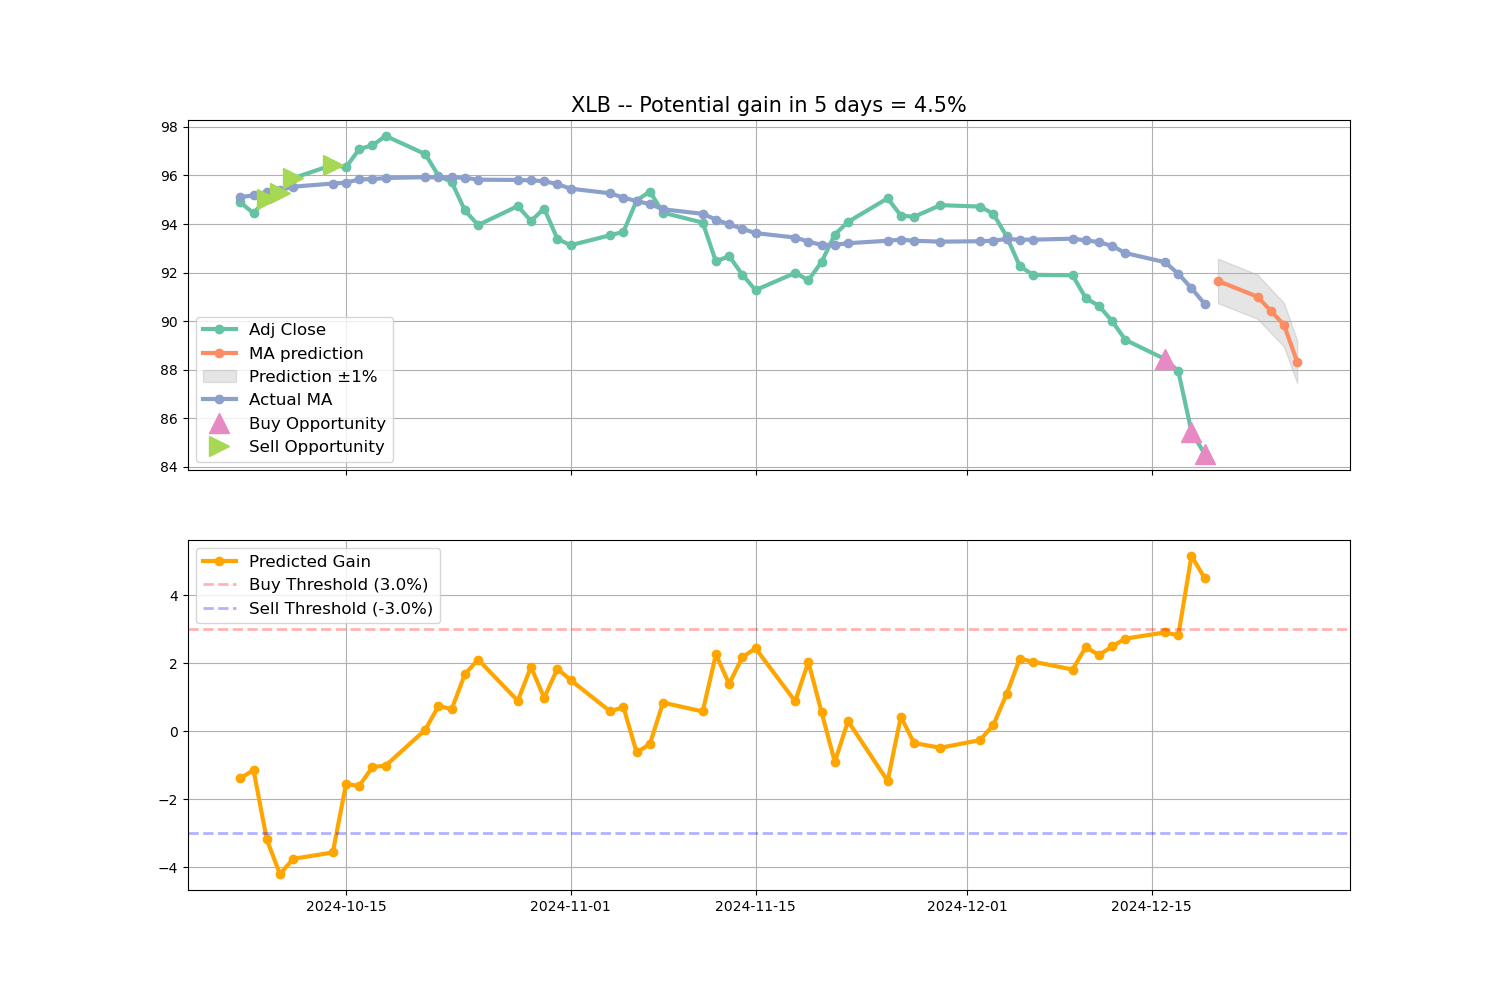 XLB -- Potential gain in 5 days = 4.5%
98
96
94
92
90
88
86
84
Adj Close
MA prediction
Prediction ±1%
Actual MA
Buy Opportunity
Sell Opportunity
4
2
0
−2
−4
Predicted Gain
Buy Threshold (3.0%)
Sell Threshold (-3.0%)
2024-10-15
2024-11-01
2024-11-15
2024-12-01
2024-12-15